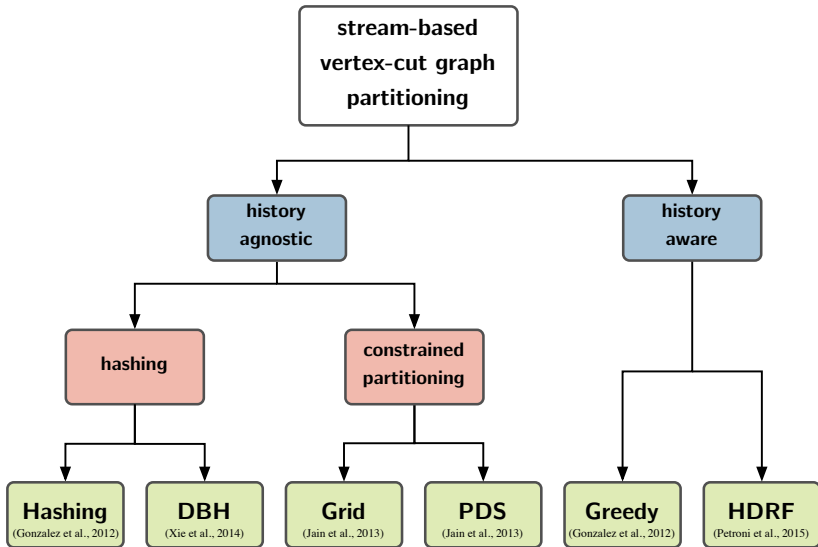 stream-based
vertex-cut graph
partitioning
history
agnostic
history
aware
hashing
constrained
partitioning
Hashing
(Gonzalez et al., 2012)
DBH
(Xie et al., 2014)
Grid
(Jain et al., 2013)
PDS
(Jain et al., 2013)
Greedy
(Gonzalez et al., 2012)
HDRF
(Petroni et al., 2015)